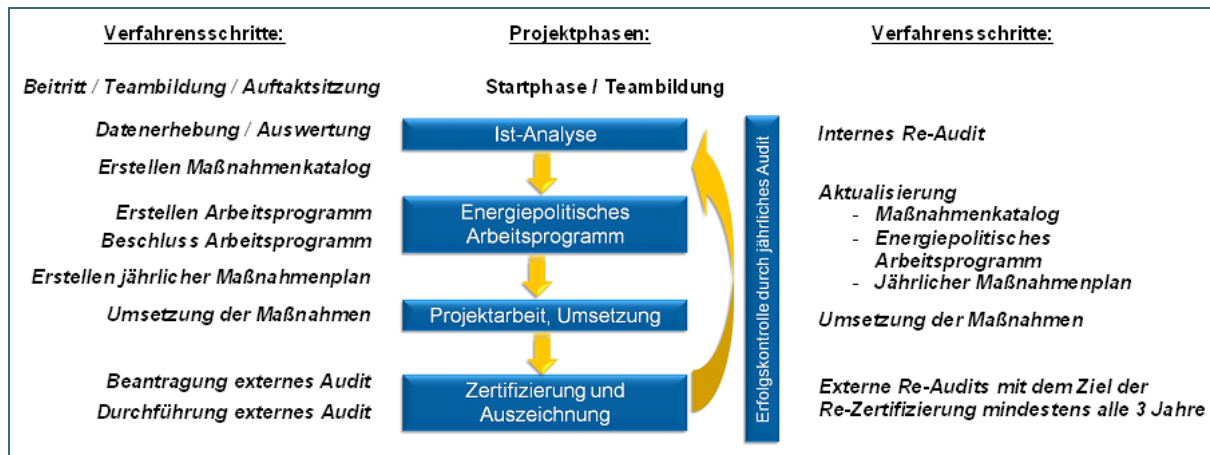 Verfahrensschritte:
Projektphasen:
Verfahrensschritte:
Beitritt / Teambildung / Auftaktsitzung
Startphase / Teambildung
Datenerhebung / Auswertung
Ist-Analyse
Internes Re-Audit
Erstellen Maßnahmenkatalog
Erstellen Arbeitsprogramm
Beschluss Arbeitsprogramm
Energiepolitisches
Arbeitsprogramm
Aktualisierung
- Maßnahmenkatalog
- Energiepolitisches
Arbeitsprogramm
- Jährlicher Maßnahmenplan
Erstellen jährlicher Maßnahmenplan
Umsetzung der Maßnahmen
Projektarbeit, Umsetzung
Umsetzung der Maßnahmen
Beantragung externes Audit
Durchführung externes Audit
Zertifizierung und
Auszeichnung
Erfolgskontrolle durch jährliches Audit
Externe Re-Audits mit dem Ziel der
Re-Zertifizierung mindestens alle 3 Jahre